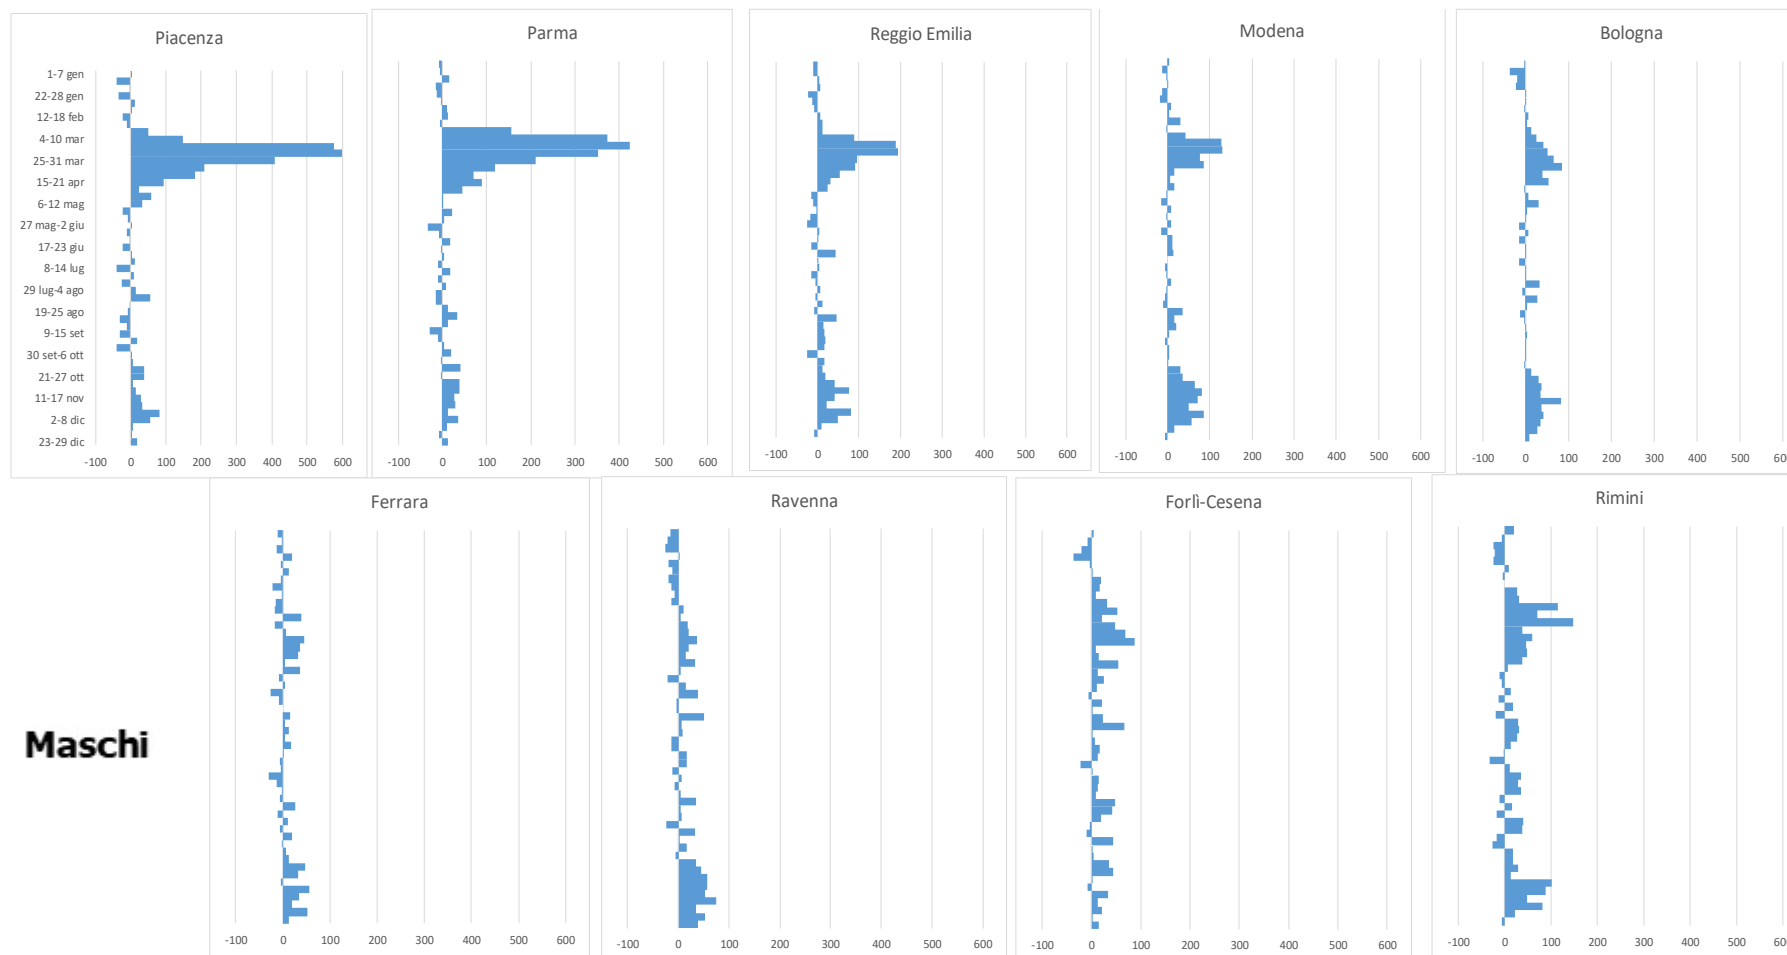 Piacenza
1-7 gen
22-28 gen
12-18 feb
4-10 mar
25-31 mar
15-21 apr
6-12 mag
27 mag-2 giu
17-23 giu
8-14 lug
29 lug-4 ago
19-25 ago
9-15 set
30 set-6 ott
21-27 ott
11-17 nov
2-8 dic
23-29 dic
-100 0 100 200 300 400 500 600
Parma
-100 0 100 200 300 400 500 600
Reggio Emilia
-100 0 100 200 300 400 500 600
Modena
-100 0 100 200 300 400 500 600
Bologna
-100 0 100 200 300 400 500 600
Maschi
Ferrara
-100 0 100 200 300 400 500 600
Ravenna
-100 0 100 200 300 400 500 600
Forlì-Cesena
-100 0 100 200 300 400 500 600
Rimini
-100 0 100 200 300 400 500 600